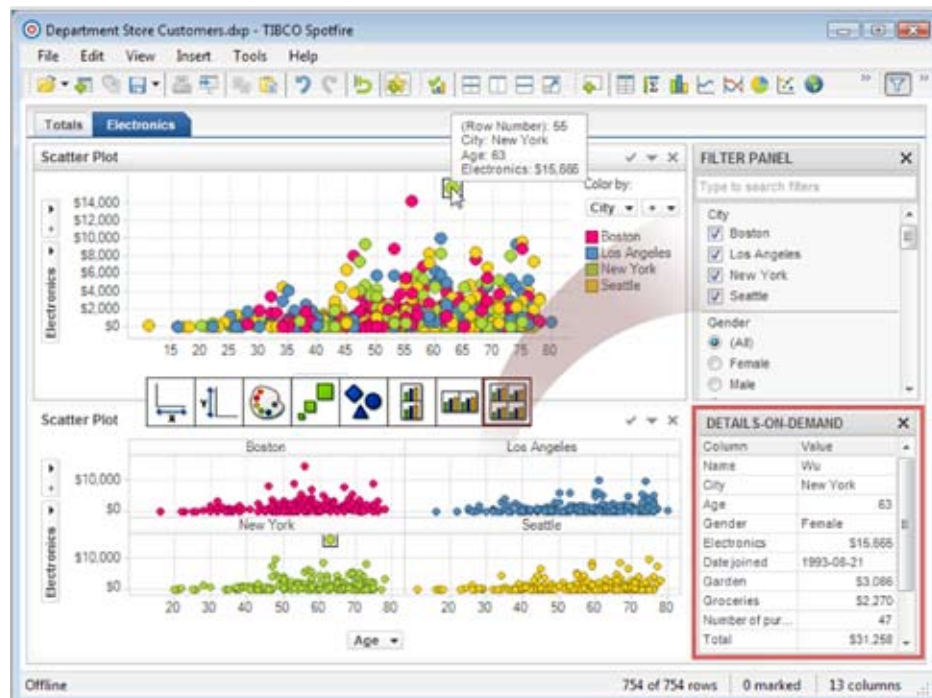 Department Store Customers.dxp - TIBCO Spotfire
File Edit View Insert Tools Help
Totals Electronics
Scatter Plot
(Row Number): 55
City: New York
Age: 63
Electronics: $15,665
Color by:
City
Boston
Los Angeles
New York
Seattle
$14,000
$12,000
$10,000
$8,000
$6,000
$4,000
$2,000
$0
Electronics
15 20 25 30 35 40 45 50 55 60 65 70 75 80
X
Y
FILTER PANEL
Type to search filters
City
Boston
Los Angeles
New York
Seattle
Gender
(All)
Female
Male
Scatter Plot
Boston Los Angeles
$10,000
$0
New York Seattle
$10,000
$0
Electronics
20 30 40 50 60 70 80 20 30 40 50 60 70 80
Age
DETAILS-ON-DEMAND
Column Value
Name Wu
City New York
Age 63
Gender Female
Electronics $15,665
Date joined 1993-08-21
Garden $3,086
Groceries $2,270
Number of pur... 47
Total $31,258
Offline
754 of 754 rows 0 marked 13 columns